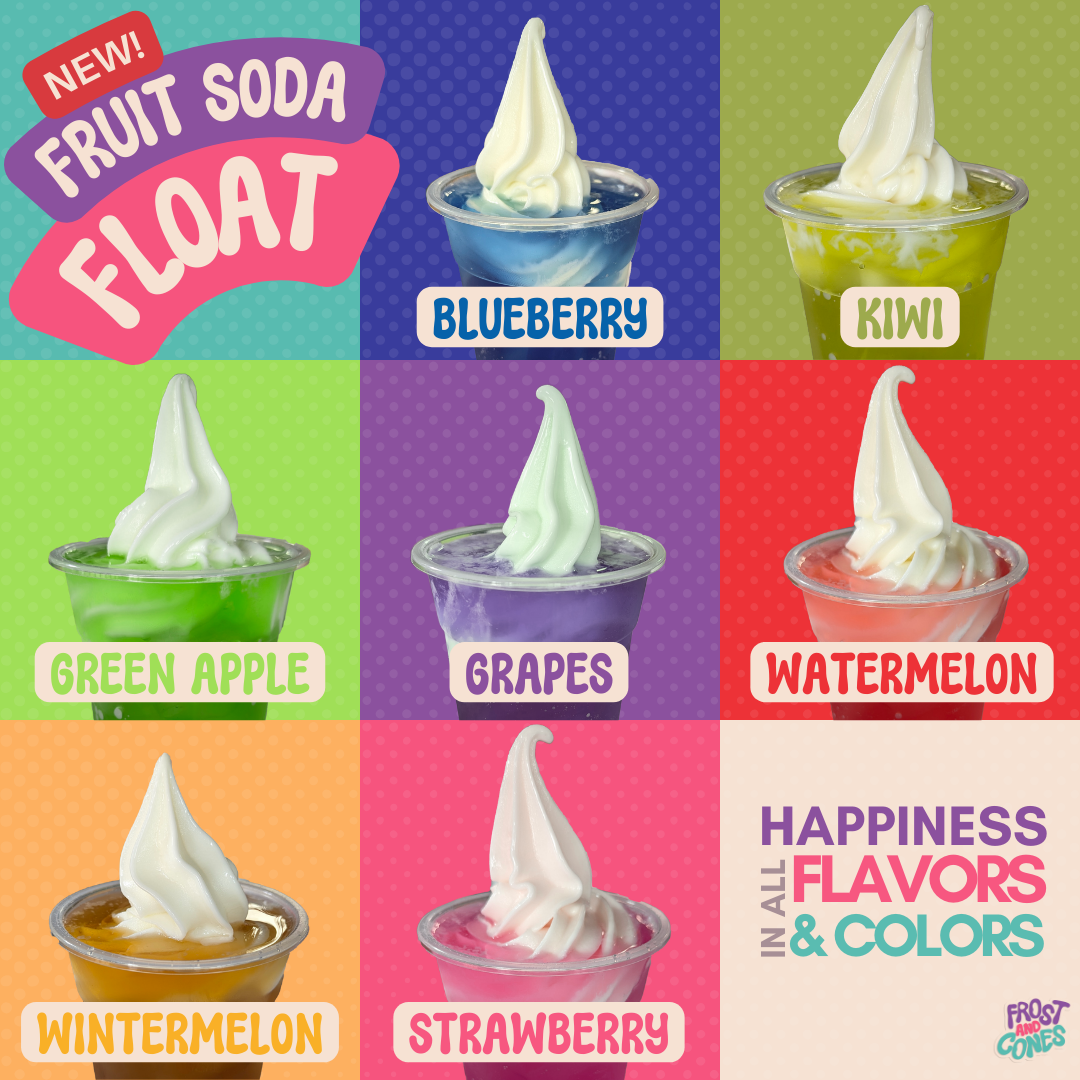 NEW!
FRUIT SODA
FLOAT
BLUEBERRY
KIWI
GREEN APPLE
GRAPES
WATERMELON
WINTERMELON
STRAWBERRY
HAPPINESS
IN ALL FLAVORS
& COLORS
FROST
AND
CONES